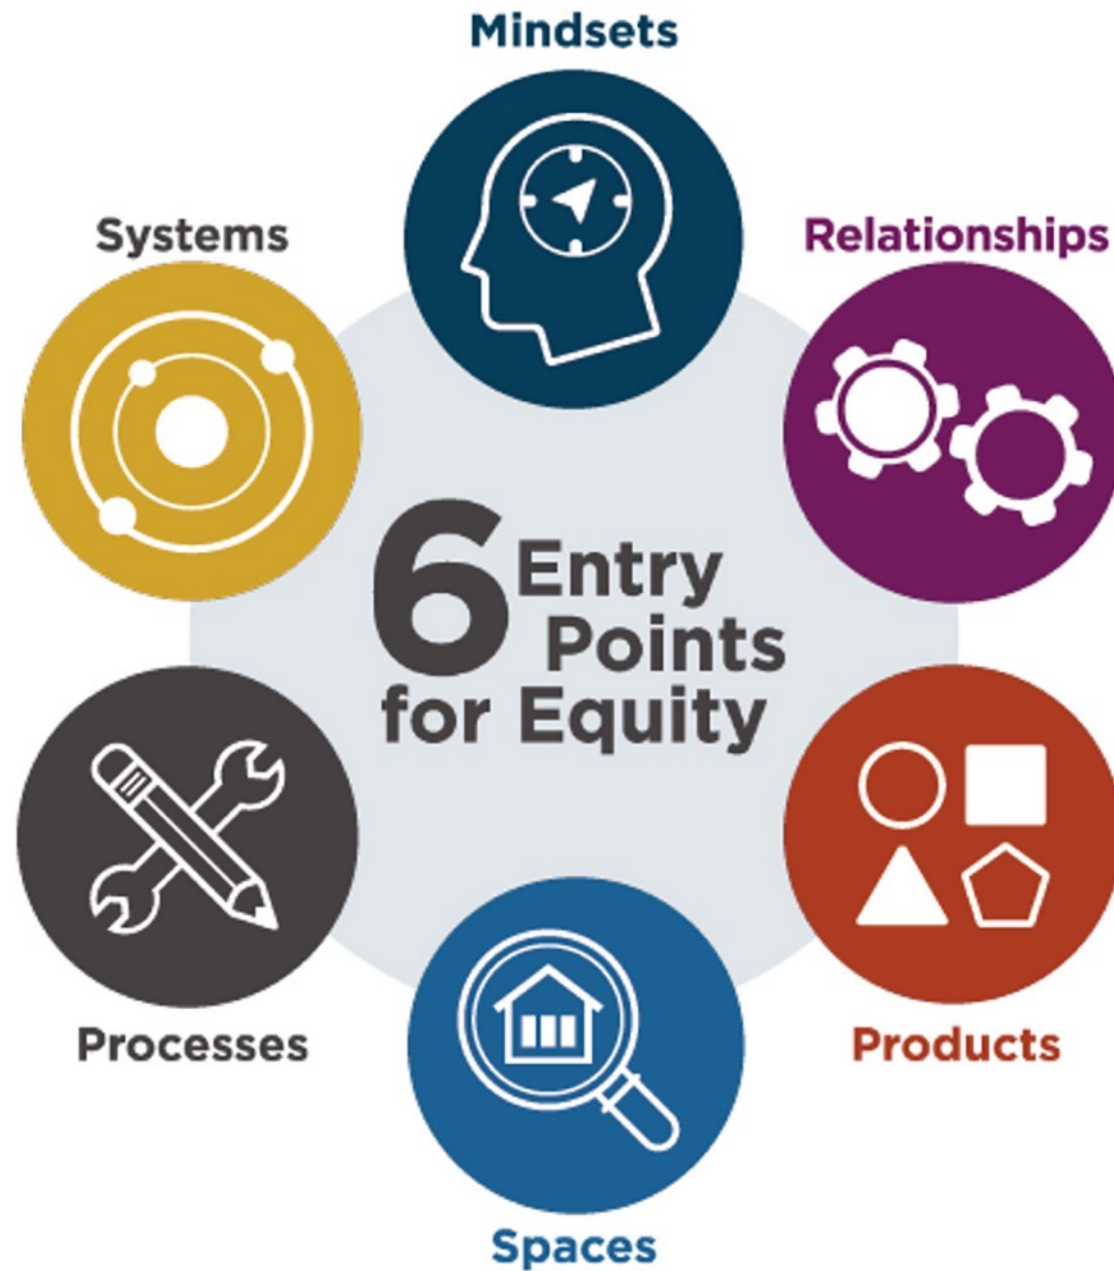 Mindsets
Systems
Relationships
6 Entry
Points
for Equity
Processes
Products
Spaces